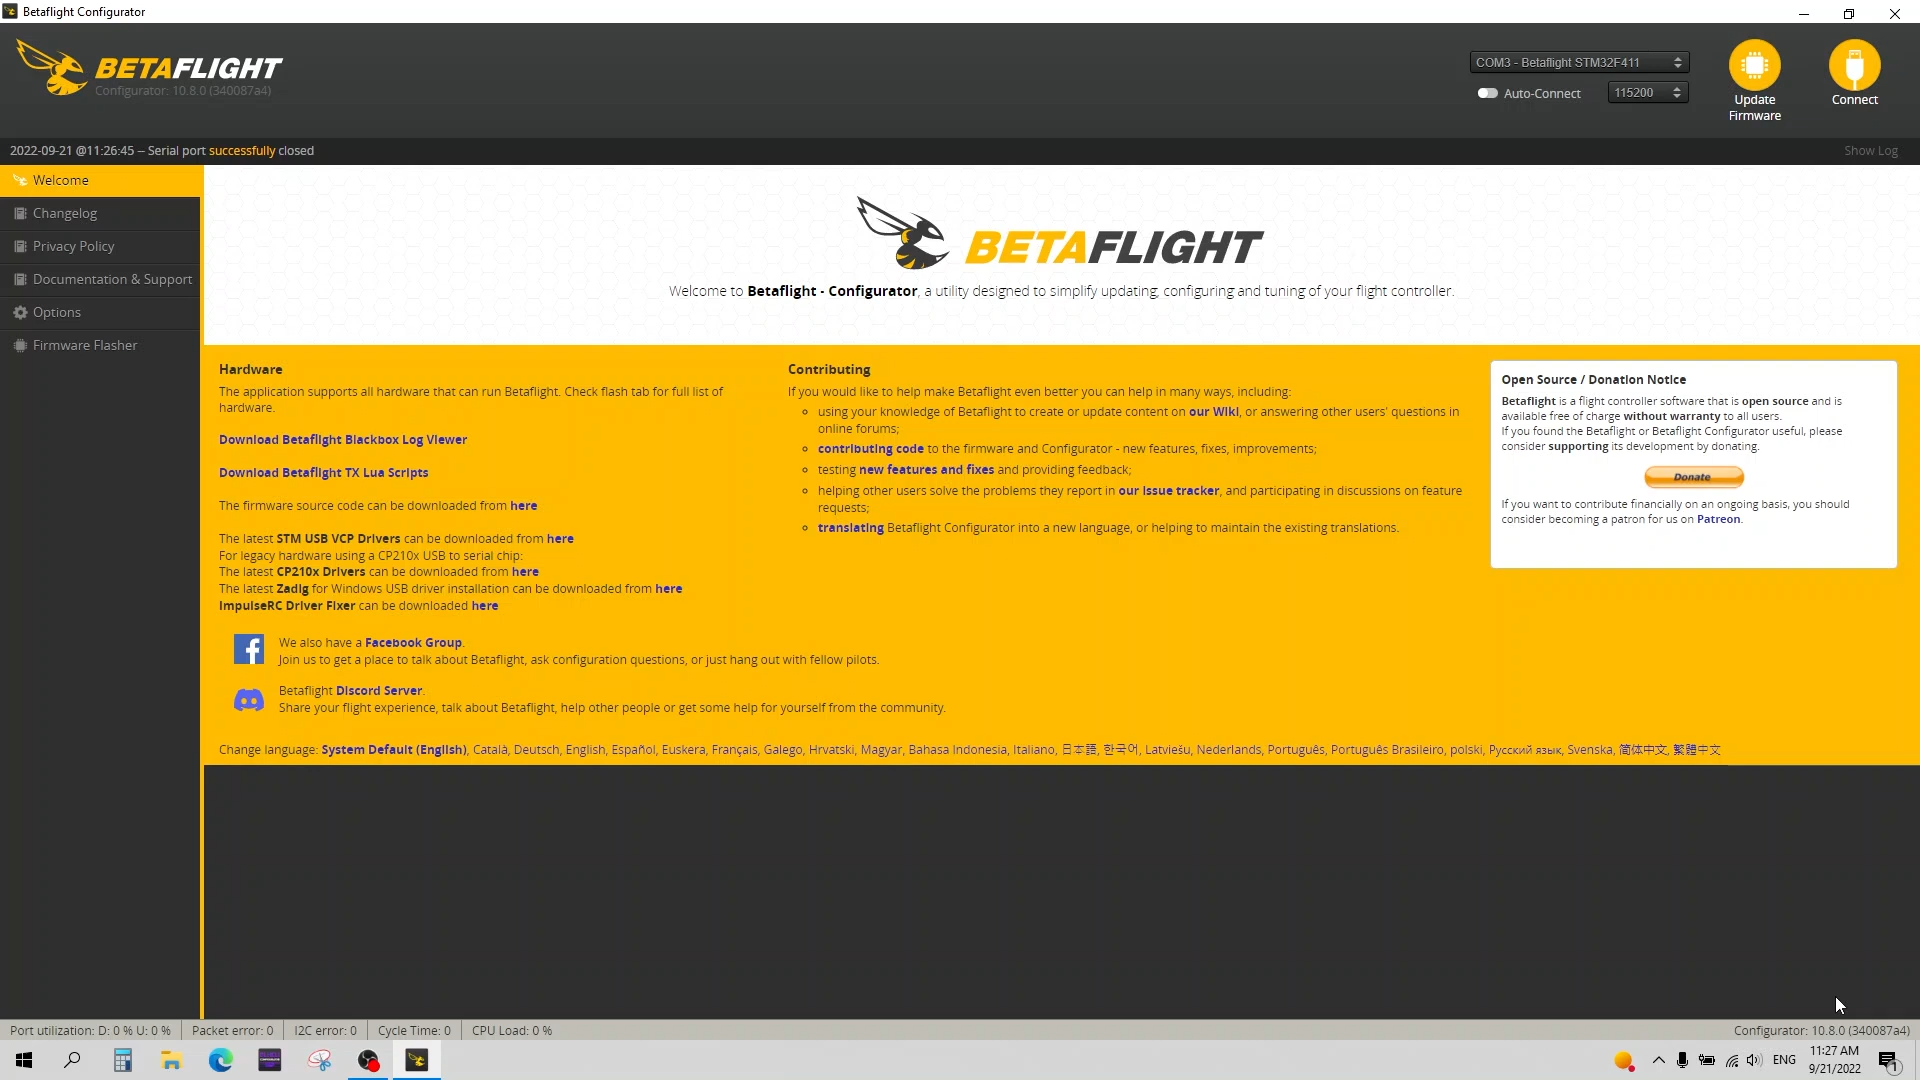 Betaflight Configurator
BETAFLIGHT
Configurator: 10.8.0 (340087a4)
COM3 - Betaflight STM32F411
Auto-Connect
115200
Update
Firmware
Connect
2022-09-21 @11:26:45 -- Serial port successfully closed
Show Log
Welcome
Changelog
Privacy Policy
Documentation & Support
Options
Firmware Flasher
BETAFLIGHT
Welcome to Betaflight - Configurator, a utility designed to simplify updating, configuring and tuning of your flight controller.
Hardware
The application supports all hardware that can run Betaflight. Check flash tab for full list of
hardware.
Download Betaflight Blackbox Log Viewer
Download Betaflight TX Lua Scripts
The firmware source code can be downloaded from here
The latest STM USB VCP Drivers can be downloaded from here
For legacy hardware using a CP210x USB to serial chip:
The latest CP210x Drivers can be downloaded from here
The latest Zadig for Windows USB driver installation can be downloaded from here
ImpulseRC Driver Fixer can be downloaded here
We also have a Facebook Group.
Join us to get a place to talk about Betaflight, ask configuration questions, or just hang out with fellow pilots.
Betaflight Discord Server.
Share your flight experience, talk about Betaflight, help other people or get some help for yourself from the community.
Contributing
If you would like to help make Betaflight even better you can help in many ways, including:
using your knowledge of Betaflight to create or update content on our Wiki, or answering other users' questions in
online forums;
contributing code to the firmware and Configurator - new features, fixes, improvements;
testing new features and fixes and providing feedback;
helping other users solve the problems they report in our issue tracker, and participating in discussions on feature
requests;
translating Betaflight Configurator into a new language, or helping to maintain the existing translations.
Open Source / Donation Notice
Betaflight is a flight controller software that is open source and is
available free of charge without warranty to all users.
If you found the Betaflight or Betaflight Configurator useful, please
consider supporting its development by donating.
Donate
If you want to contribute financially on an ongoing basis, you should
consider becoming a patron for us on Patreon.
Change language: System Default (English), Català, Deutsch, English, Español, Euskera, Français, Galego, Hrvatski, Magyar, Bahasa Indonesia, Italiano, 日本語, 한국어, Latviešu, Nederlands, Português, Português Brasileiro, polski, Русский язык, Svenska, 简体中文, 繁體中文
Port utilization: D: 0 % U: 0 %
Packet error: 0
I2C error: 0
Cycle Time: 0
CPU Load: 0 %
Configurator: 10.8.0 (340087a4)
ENG
11:27 AM
9/21/2022
1